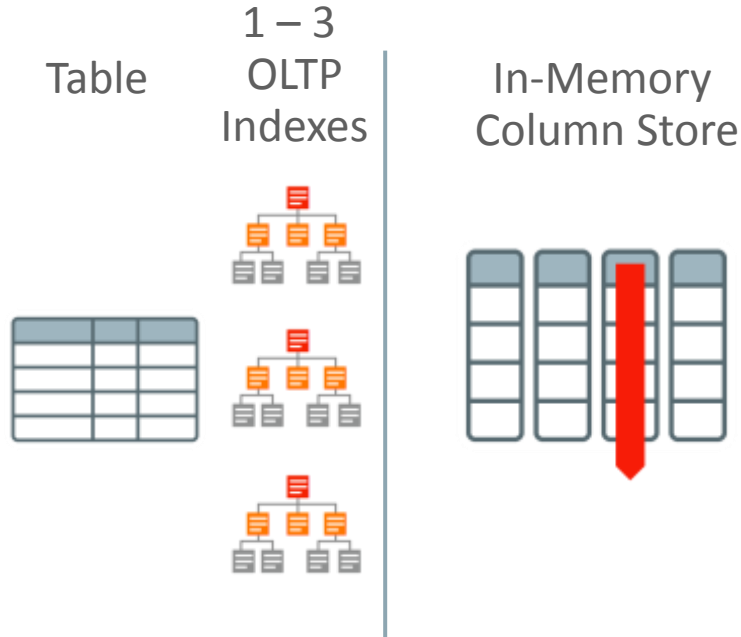 Table
1 – 3
OLTP
Indexes
In-Memory
Column Store